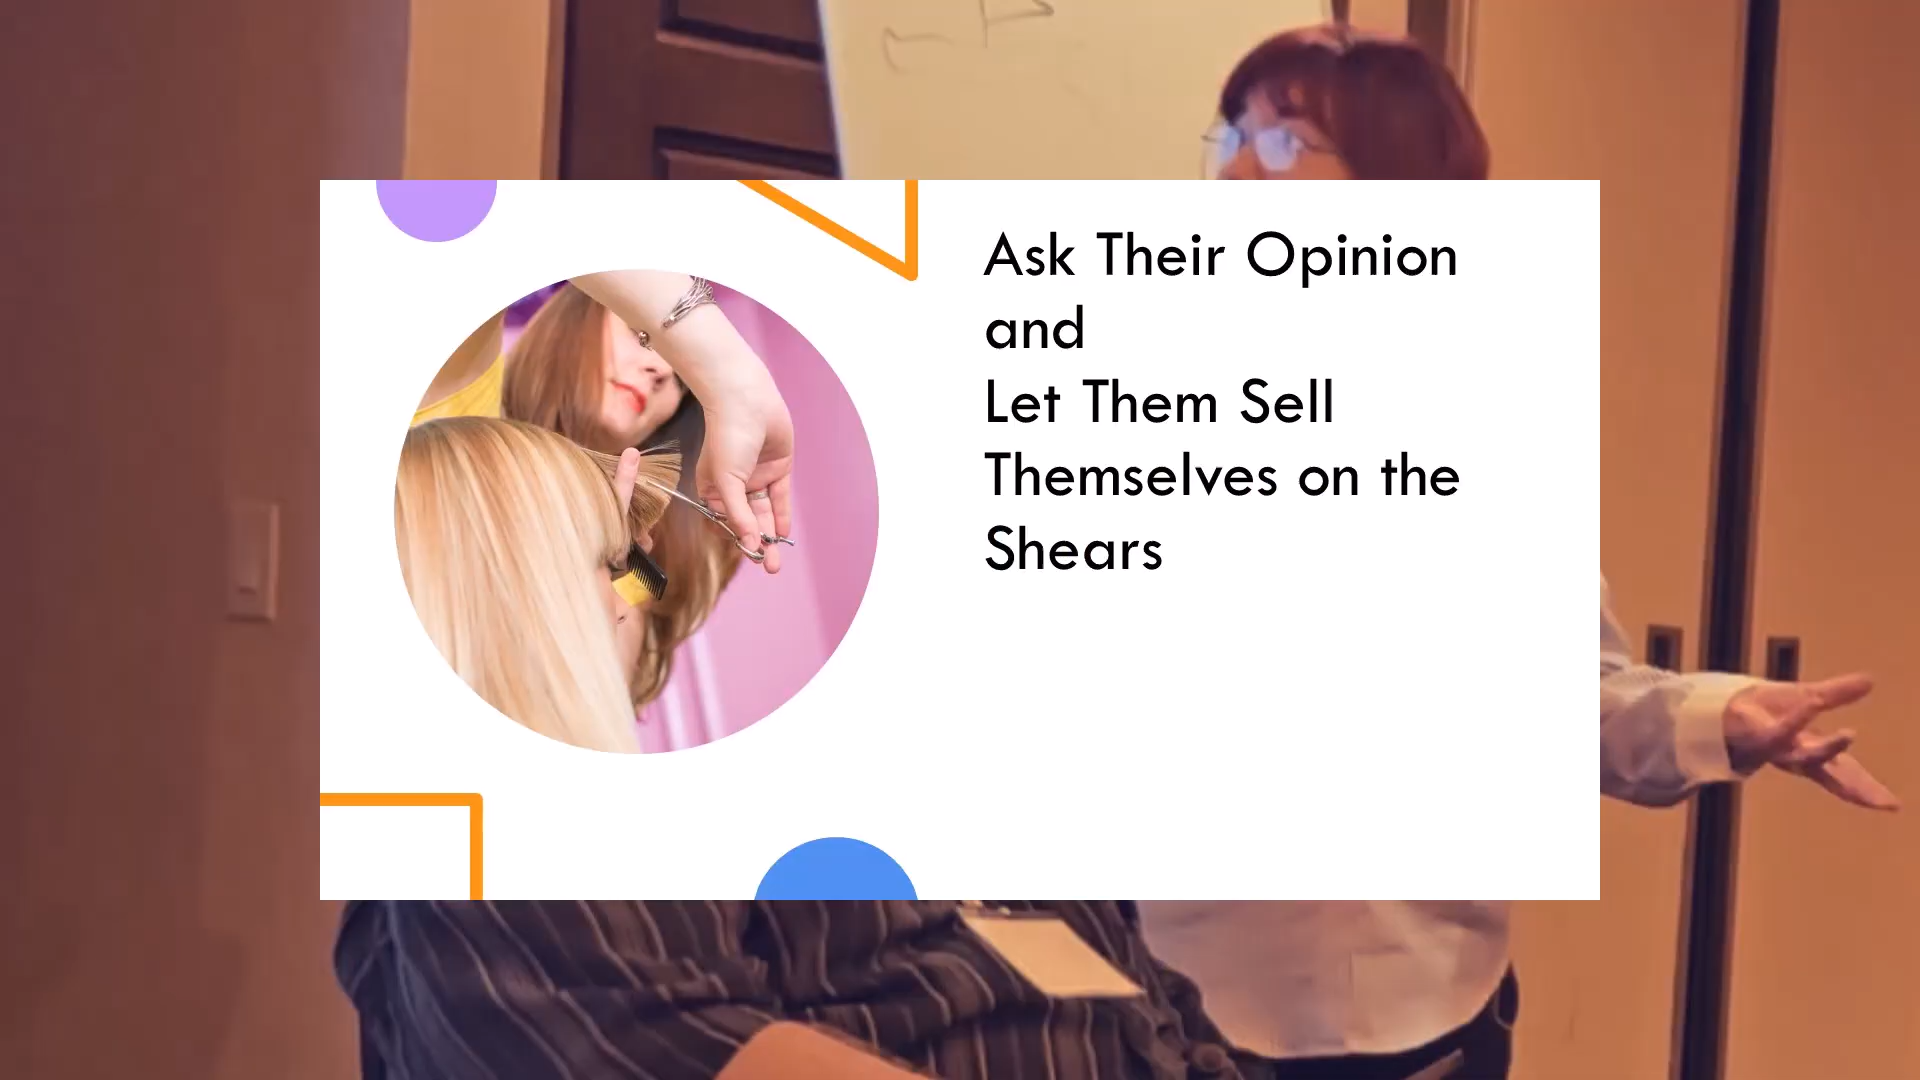 Ask Their Opinion
and
Let Them Sell
Themselves on the
Shears